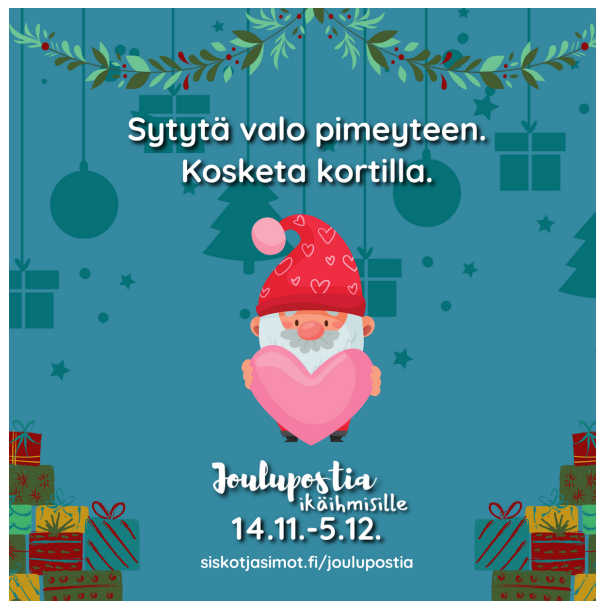 Sytytä valo pimeyteen.
Kosketa kortilla.
Joulupostia
ikäihmisille
14.11.-5.12.
siskotjasimot.fi/joulupostia